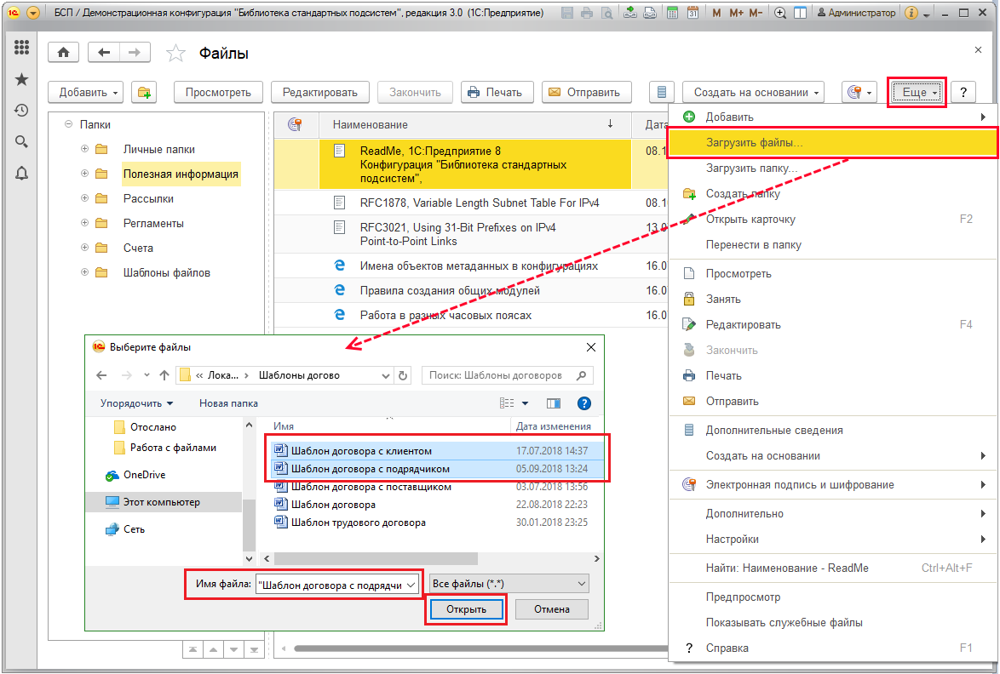 БСП / Демонстрационная конфигурация "Библиотека стандартных подсистем", редакция 3.0 (1С:Предприятие)
M M+ M- Администратор
Файлы
Добавить Просмотреть Редактировать Закончить Печать Отправить Создать на основании Еще ?
Папки
Личные папки
Полезная информация
Рассылки
Регламенты
Счета
Шаблоны файлов
Наименование ↓ Дата
ReadMe, 1С:Предприятие 8 08.1
Конфигурация "Библиотека стандартных
подсистем",
RFC1878, Variable Length Subnet Table For IPv4 08.1
RFC3021, Using 31-Bit Prefixes on IPv4 13.0
Point-to-Point Links
Имена объектов метаданных в конфигурациях 16.0
Правила создания общих модулей 16.0
Работа в разных часовых поясах 16.0
Добавить
Загрузить файлы...
Загрузить папку...
Создать папку
Открыть карточку F2
Перенести в папку
Просмотреть
Занять
Редактировать F4
Закончить
Печать
Отправить
Дополнительные сведения
Создать на основании
Электронная подпись и шифрование
Дополнительно
Настройки
Найти: Наименование - ReadMe Ctrl+Alt+F
Предпросмотр
Показывать служебные файлы
? Справка F1
Выберите файлы
« Лока... › Шаблоны догово
Поиск: Шаблоны договоров
Упорядочить Новая папка ?
Отослано
Работа с файлами
OneDrive
Этот компьютер
Сеть
Имя Дата изменения
Шаблон договора с клиентом 17.07.2018 14:37
Шаблон договора с подрядчиком 05.09.2018 13:24
Шаблон договора с поставщиком 03.07.2018 13:56
Шаблон договора 22.08.2018 22:23
Шаблон трудового договора 30.01.2018 23:25
Имя файла: "Шаблон договора с подрядчи Все файлы (*.*)
Открыть Отмена